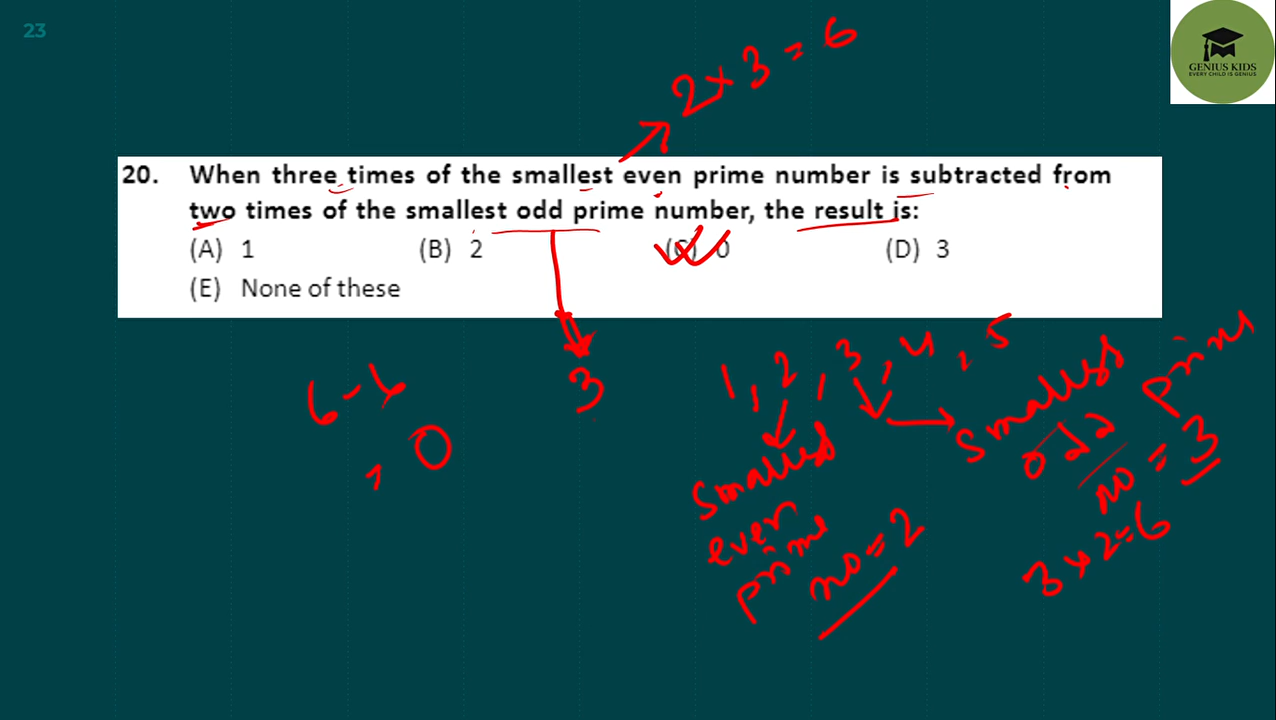 23
GENIUS KIDS
EVERY CHILD IS GENIUS
2 × 3 = 6
20. When three times of the smallest even prime number is subtracted from
two times of the smallest odd prime number, the result is:
(A) 1 (B) 2 (C) 0 (D) 3
(E) None of these
6 - 6
0
3
1, 2, 3, 4, 5
smallest
even
prime
no = 2
smallest
odd prime
no = 3
3 × 2 = 6